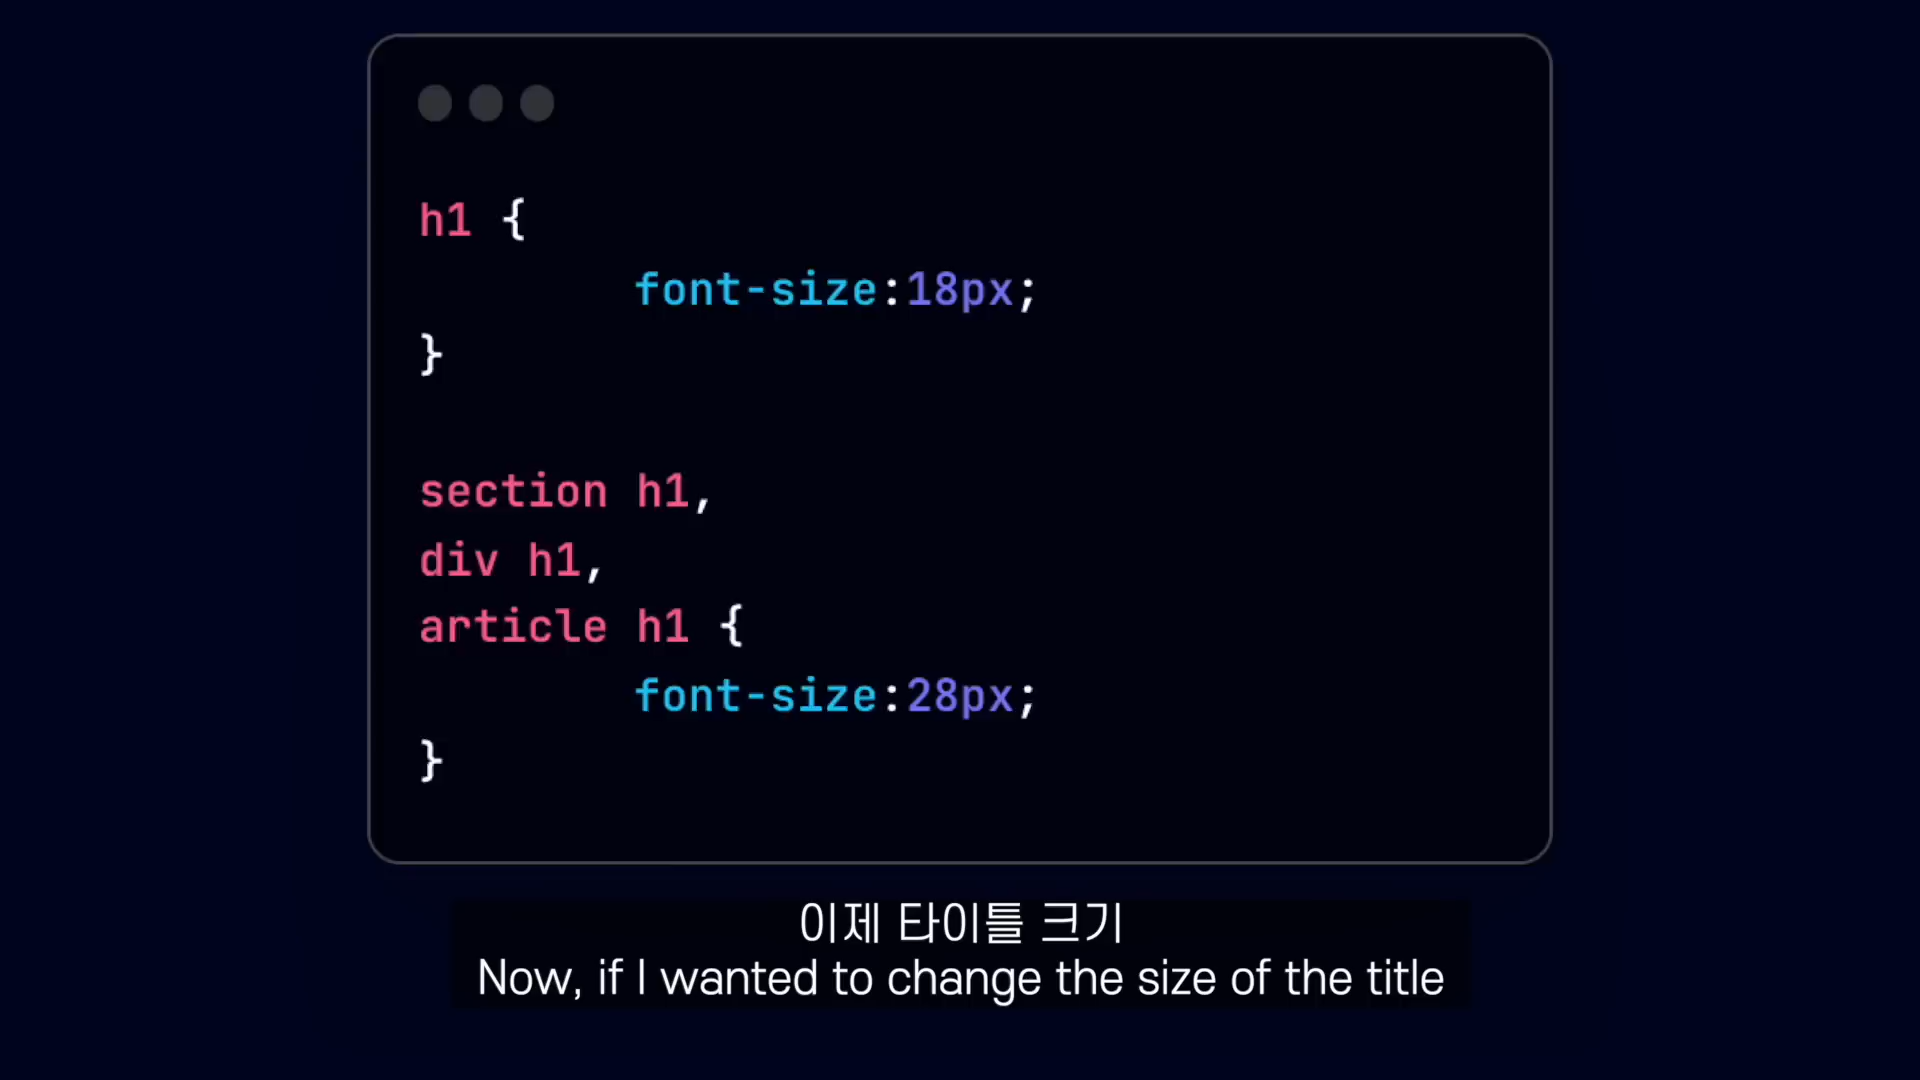 h1 {
font-size:18px;
}
section h1,
div h1,
article h1 {
font-size:28px;
}
이제 타이틀 크기
Now, if I wanted to change the size of the title